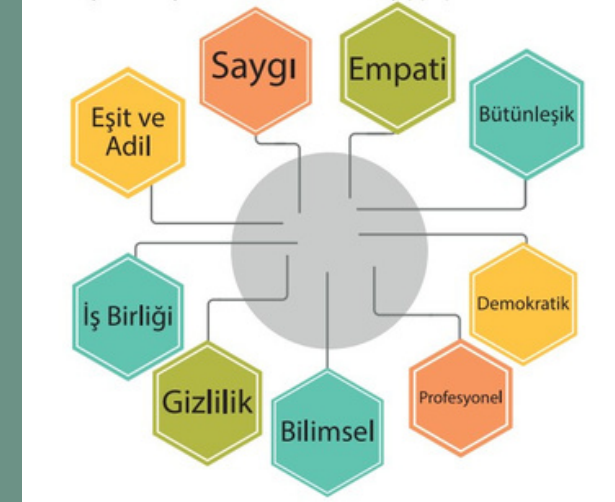 Saygı
Empati
Bütünleşik
Eşit ve
Adil
Demokratik
İş Birliği
Profesyonel
Gizlilik
Bilimsel